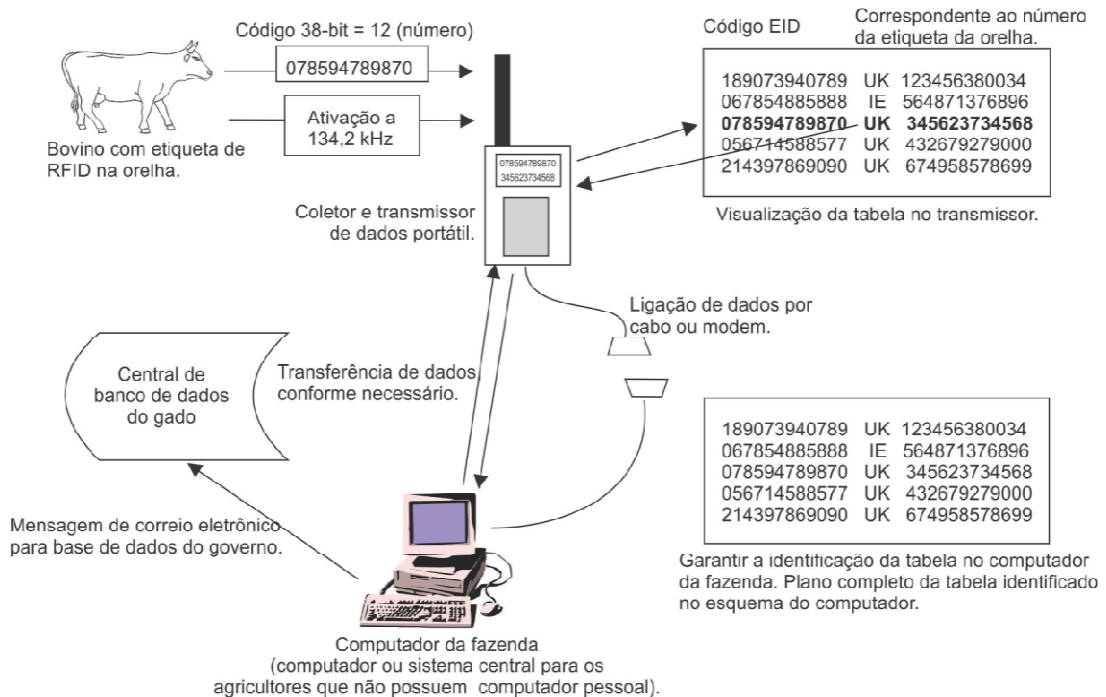 Código 38-bit = 12 (número)
078594789870
Ativação a
134,2 kHz
Bovino com etiqueta de
RFID na orelha.
Código EID
Correspondente ao número
da etiqueta da orelha.
189073940789 UK 123456380034
067854885888 IE 564871376896
078594789870 UK 345623734568
056714588577 UK 432679279000
214397869090 UK 674958578699
Visualização da tabela no transmissor.
078594789870
345623734568
Coletor e transmissor
de dados portátil.
Ligação de dados por
cabo ou modem.
Central de
banco de dados
do gado
Transferência de dados
conforme necessário.
189073940789 UK 123456380034
067854885888 IE 564871376896
078594789870 UK 345623734568
056714588577 UK 432679279000
214397869090 UK 674958578699
Mensagem de correio eletrônico
para base de dados do governo.
Garantir a identificação da tabela no computador
da fazenda. Plano completo da tabela identificado
no esquema do computador.
Computador da fazenda
(computador ou sistema central para os
agricultores que não possuem computador pessoal).